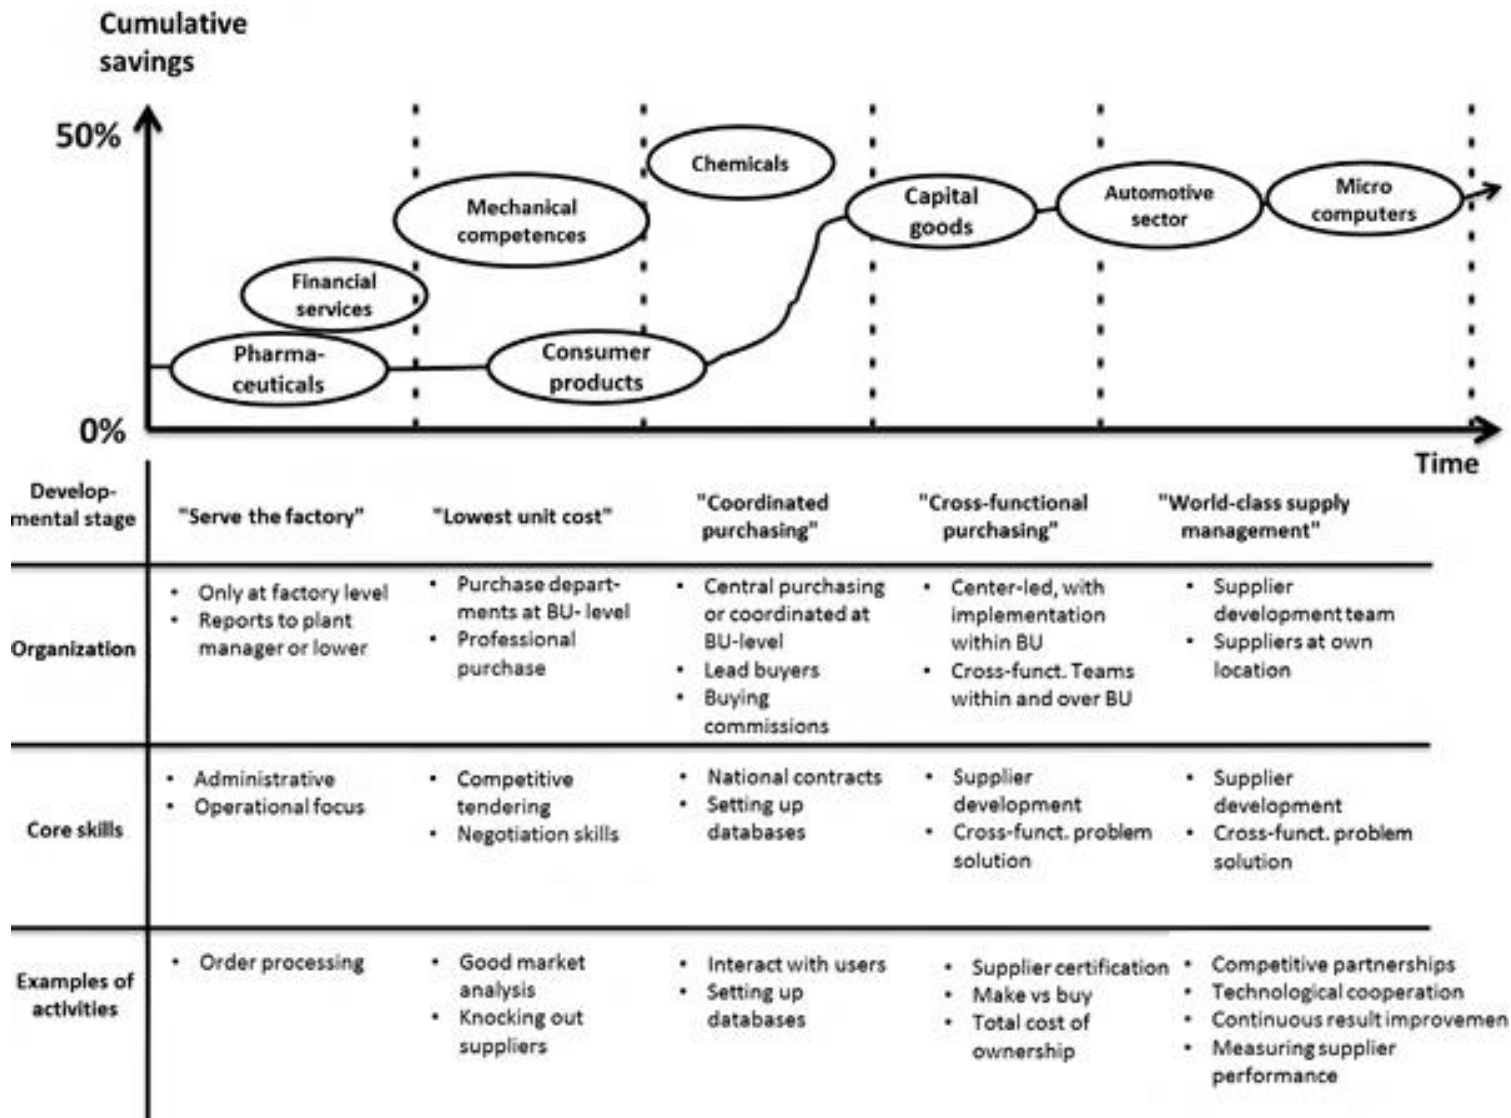 Cumulative
savings
50%
Chemicals
Mechanical
competences
Capital
goods
Automotive
sector
Micro
computers
Financial
services
Pharma-
ceuticals
Consumer
products
0%
Time
Develop-
mental stage
"Serve the factory"
"Lowest unit cost"
"Coordinated
purchasing"
"Cross-functional
purchasing"
"World-class supply
management"
Organization
• Only at factory level
• Reports to plant
manager or lower
• Purchase depart-
ments at BU- level
• Professional
purchase
• Central purchasing
or coordinated at
BU-level
• Lead buyers
• Buying
commissions
• Center-led, with
implementation
within BU
• Cross-funct. Teams
within and over BU
• Supplier
development team
• Suppliers at own
location
Core skills
• Administrative
• Operational focus
• Competitive
tendering
• Negotiation skills
• National contracts
• Setting up
databases
• Supplier
development
• Cross-funct. problem
solution
• Supplier
development
• Cross-funct. problem
solution
Examples of
activities
• Order processing
• Good market
analysis
• Knocking out
suppliers
• Interact with users
• Setting up
databases
• Supplier certification
• Make vs buy
• Total cost of
ownership
• Competitive partnerships
• Technological cooperation
• Continuous result improvemen
• Measuring supplier
performance